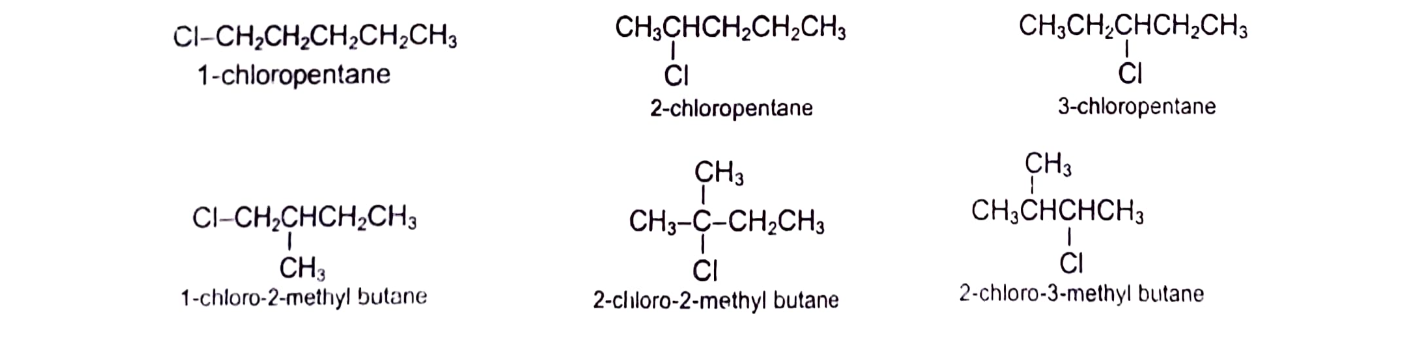 Cl–CH₂CH₂CH₂CH₂CH₃
1-chloropentane
CH₃CHCH₂CH₂CH₃
Cl
2-chloropentane
CH₃CH₂CHCH₂CH₃
Cl
3-chloropentane
Cl–CH₂CHCH₂CH₃
CH₃
1-chloro-2-methyl butane
CH₃
CH₃–C–CH₂CH₃
Cl
2-chloro-2-methyl butane
CH₃
CH₃CHCHCH₃
Cl
2-chloro-3-methyl butane